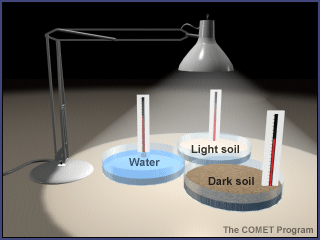 Light soil
Water
Dark soil
The COMET Program